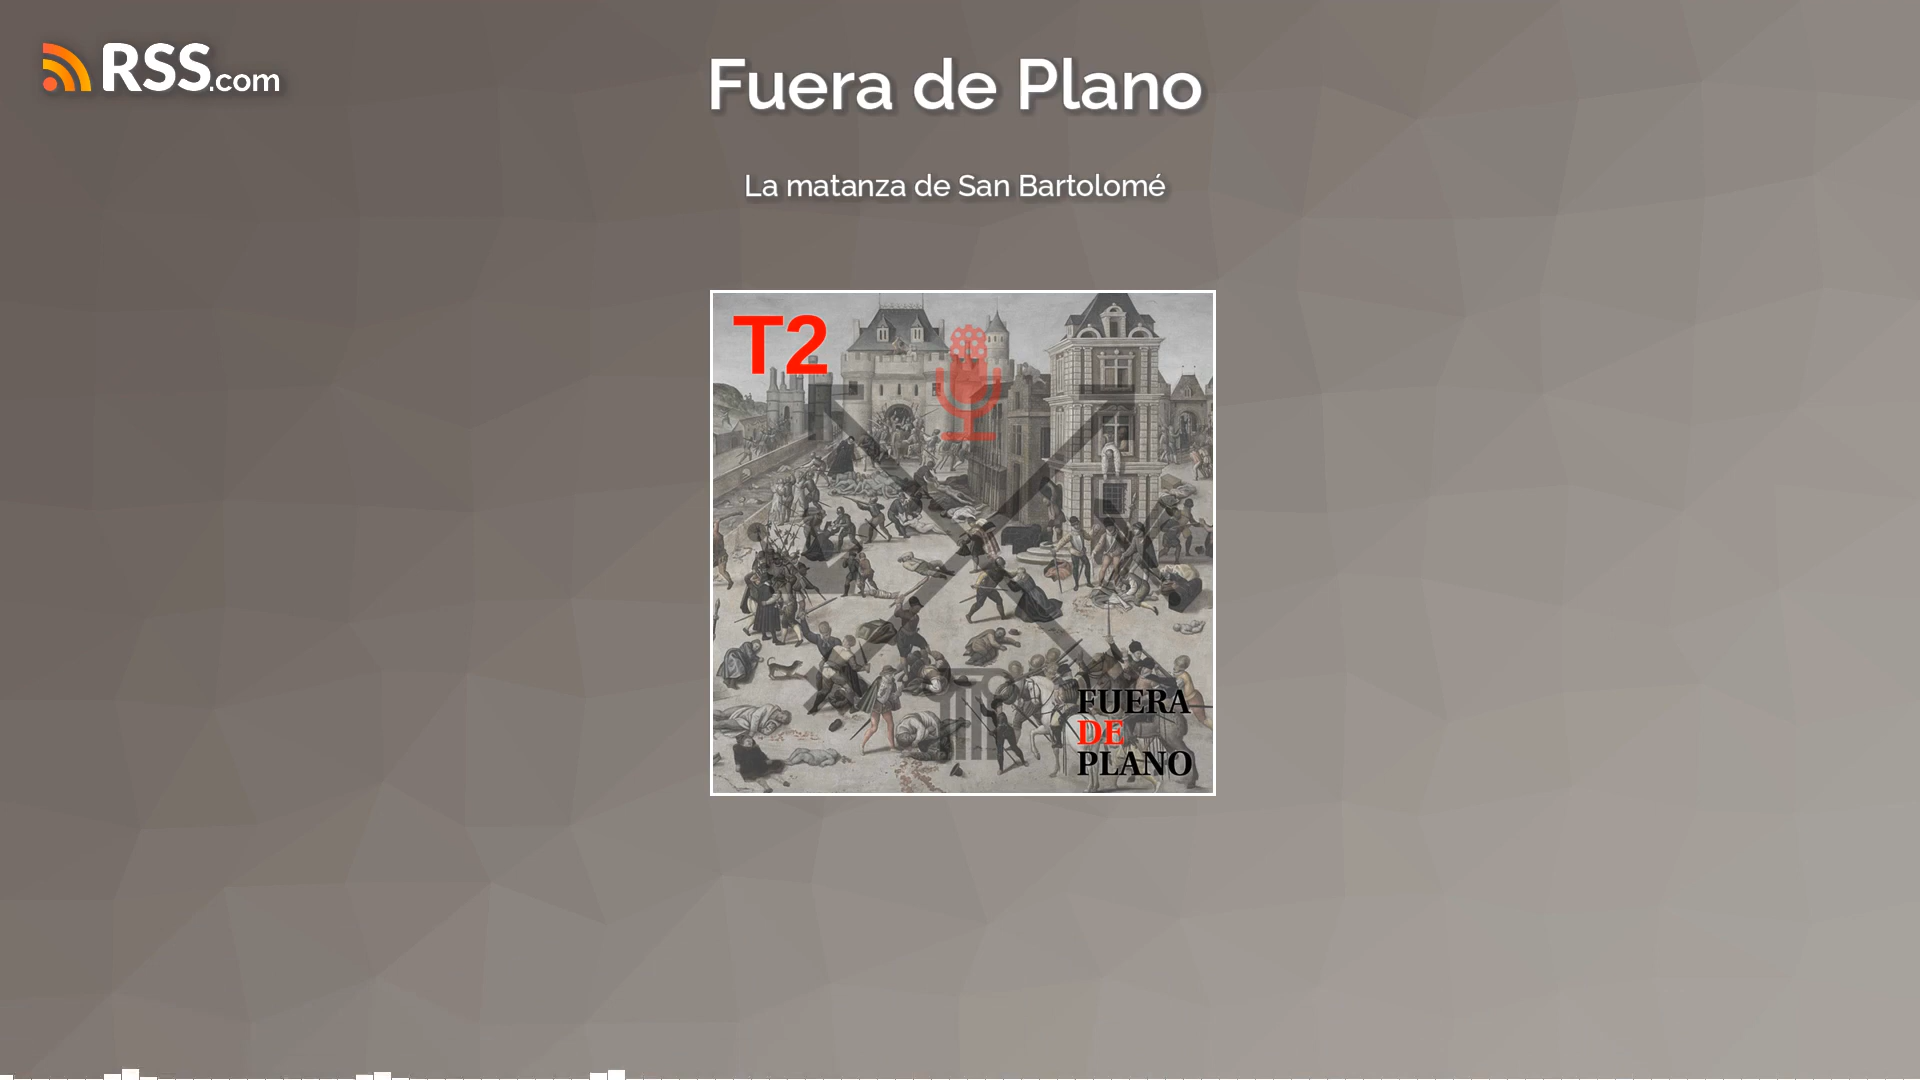 RSS.com
Fuera de Plano
La matanza de San Bartolomé
T2
FUERA
DE
PLANO